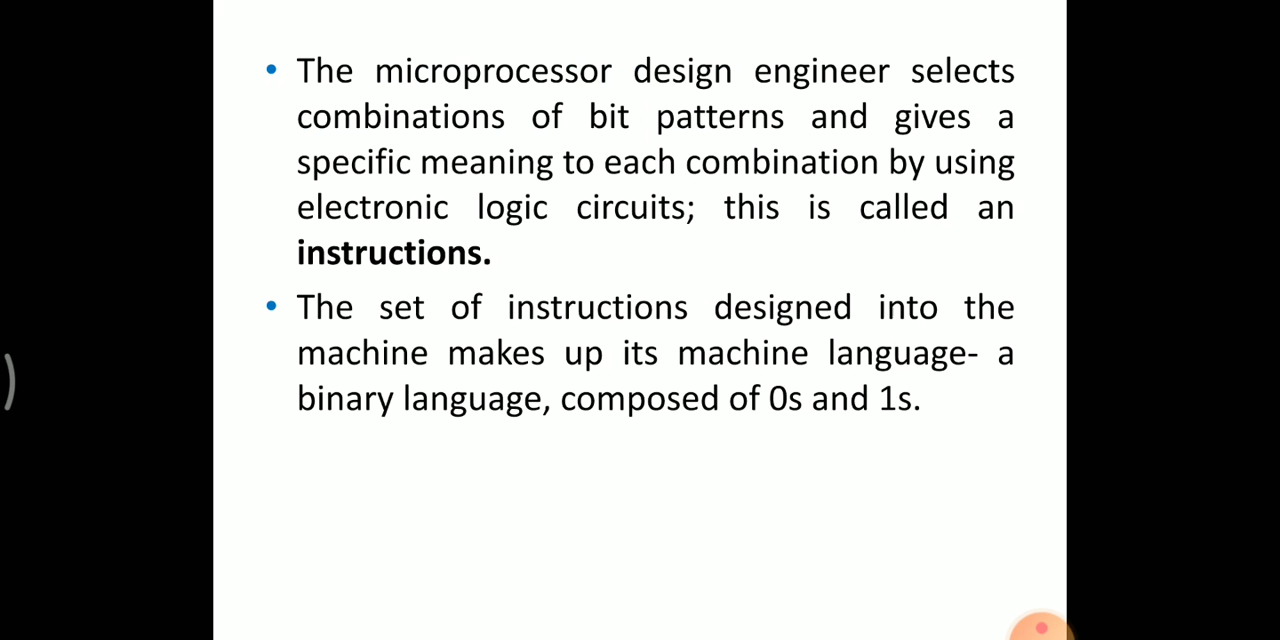 • The microprocessor design engineer selects
combinations of bit patterns and gives a
specific meaning to each combination by using
electronic logic circuits; this is called an
instructions.
• The set of instructions designed into the
machine makes up its machine language- a
binary language, composed of 0s and 1s.